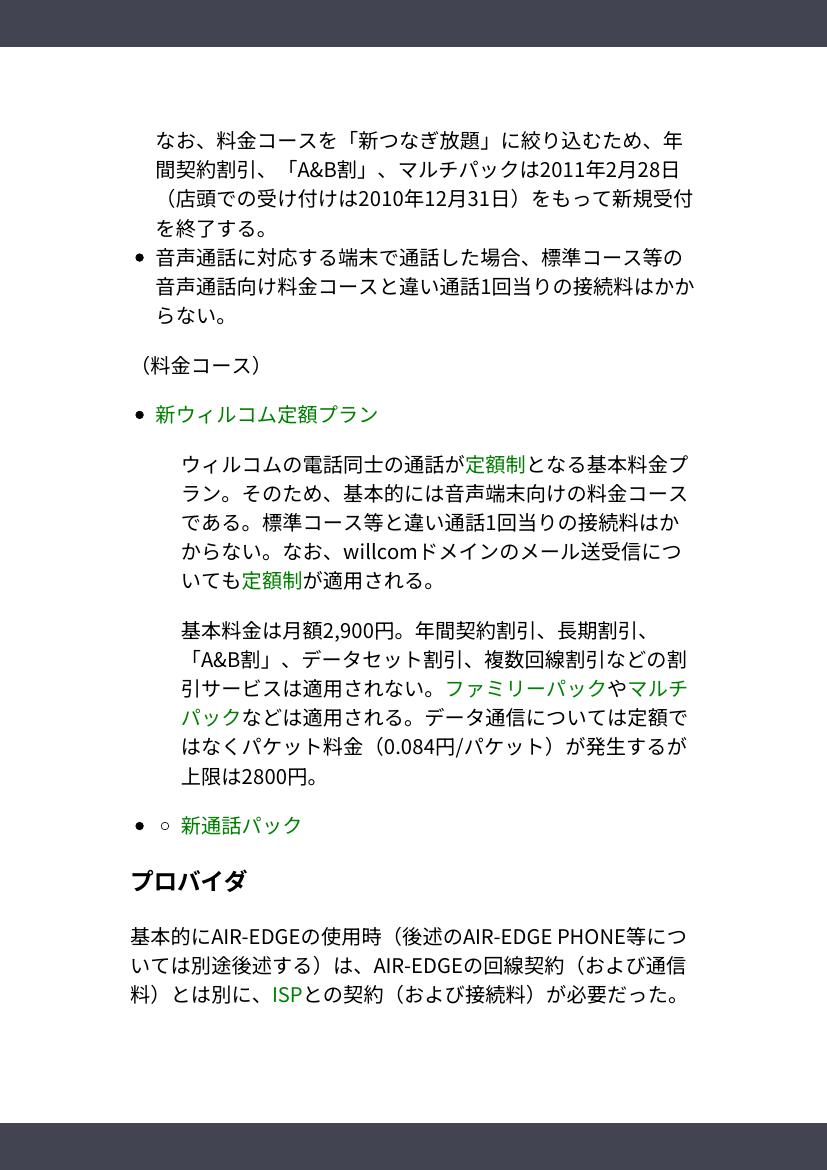 なお、料金コースを「新つなぎ放題」に絞り込むため、年
間契約割引、「A&B割」、マルチパックは2011年2月28日
（店頭での受け付けは2010年12月31日）をもって新規受付
を終了する。
• 音声通話に対応する端末で通話した場合、標準コース等の
音声通話向け料金コースと違い通話1回当りの接続料はかか
らない。
（料金コース）
• 新ウィルコム定額プラン
ウィルコムの電話同士の通話が定額制となる基本料金プ
ラン。そのため、基本的には音声端末向けの料金コース
である。標準コース等と違い通話1回当りの接続料はか
からない。なお、willcomドメインのメール送受信につ
いても定額制が適用される。
基本料金は月額2,900円。年間契約割引、長期割引、
「A&B割」、データセット割引、複数回線割引などの割
引サービスは適用されない。ファミリーパックやマルチ
パックなどは適用される。データ通信については定額で
はなくパケット料金（0.084円/パケット）が発生するが
上限は2800円。
• ○ 新通話パック
プロバイダ
基本的にAIR-EDGEの使用時（後述のAIR-EDGE PHONE等につ
いては別途後述する）は、AIR-EDGEの回線契約（および通信
料）とは別に、ISPとの契約（および接続料）が必要だった。